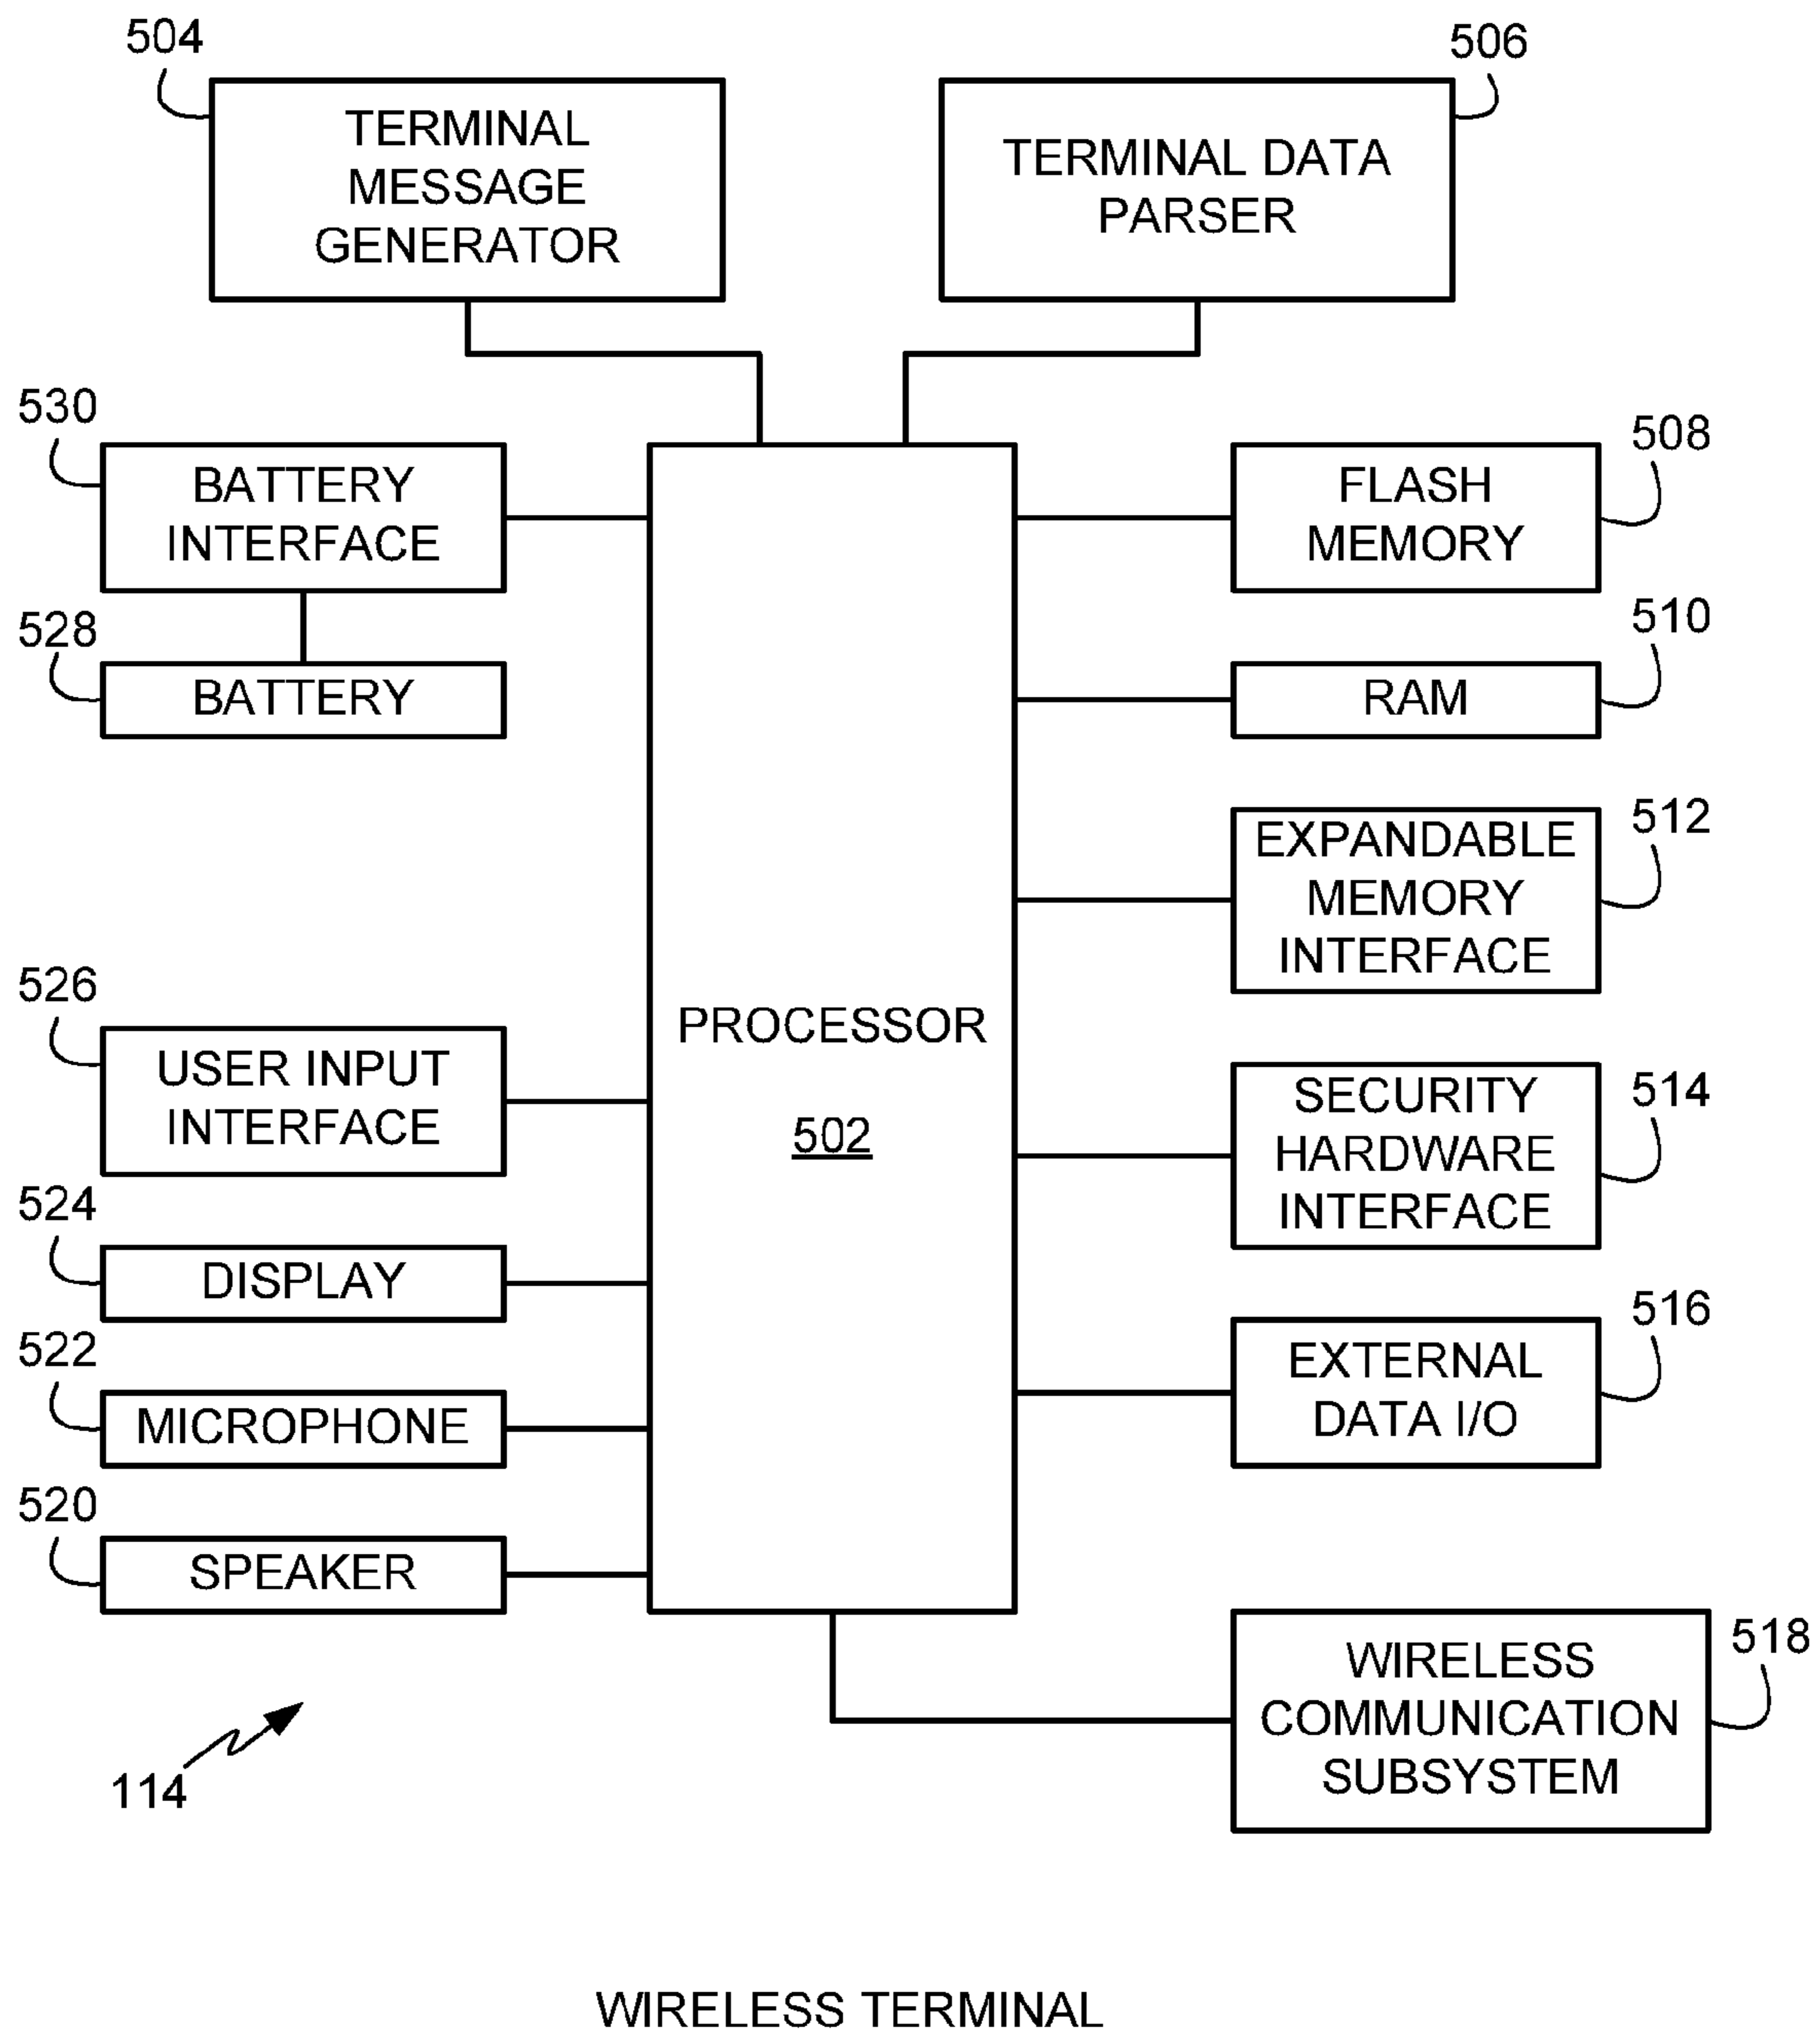 504
TERMINAL
MESSAGE
GENERATOR
506
TERMINAL DATA
PARSER
530
BATTERY
INTERFACE
528
BATTERY
526
USER INPUT
INTERFACE
524
DISPLAY
522
MICROPHONE
520
SPEAKER
PROCESSOR
502
508
FLASH
MEMORY
510
RAM
512
EXPANDABLE
MEMORY
INTERFACE
514
SECURITY
HARDWARE
INTERFACE
516
EXTERNAL
DATA I/O
518
WIRELESS
COMMUNICATION
SUBSYSTEM
114
WIRELESS TERMINAL